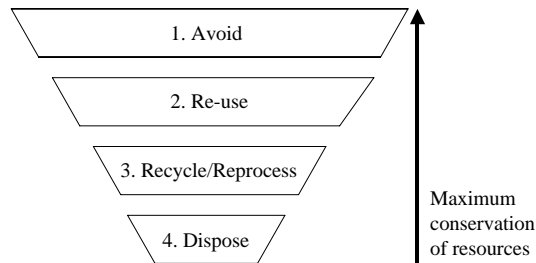 1. Avoid
2. Re-use
3. Recycle/Reprocess
4. Dispose
Maximum
conservation
of resources